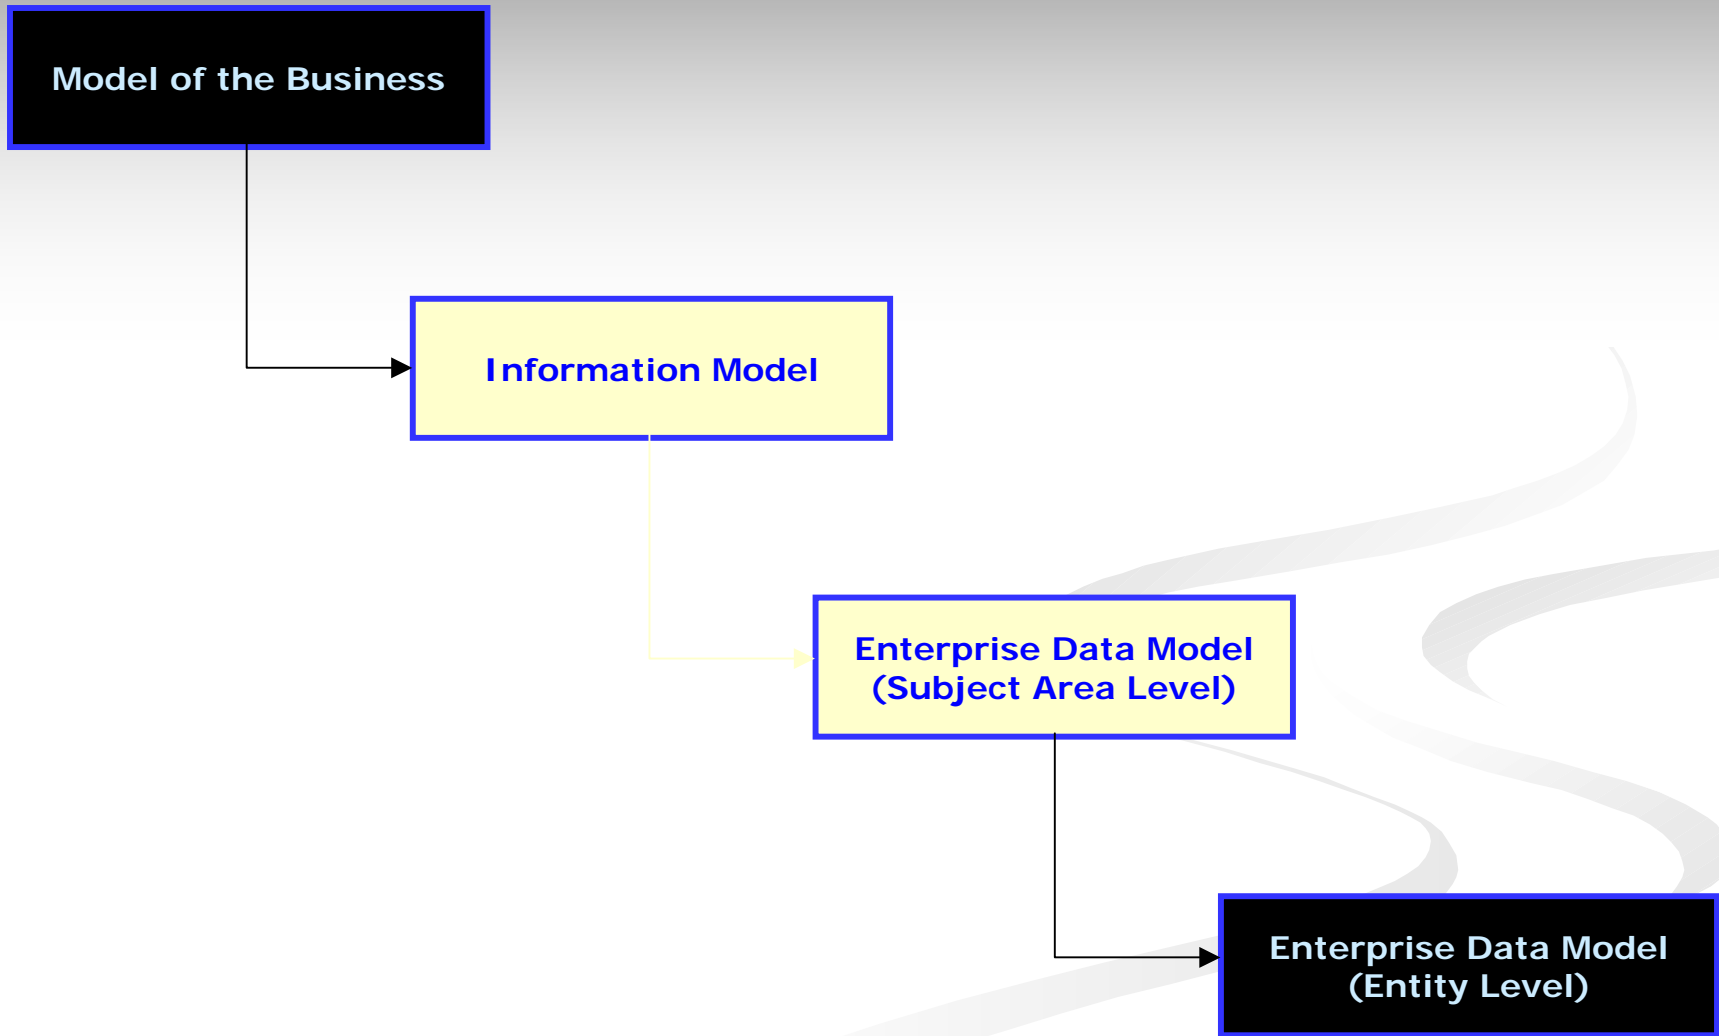 Model of the Business
Information Model
Enterprise Data Model
(Subject Area Level)
Enterprise Data Model
(Entity Level)